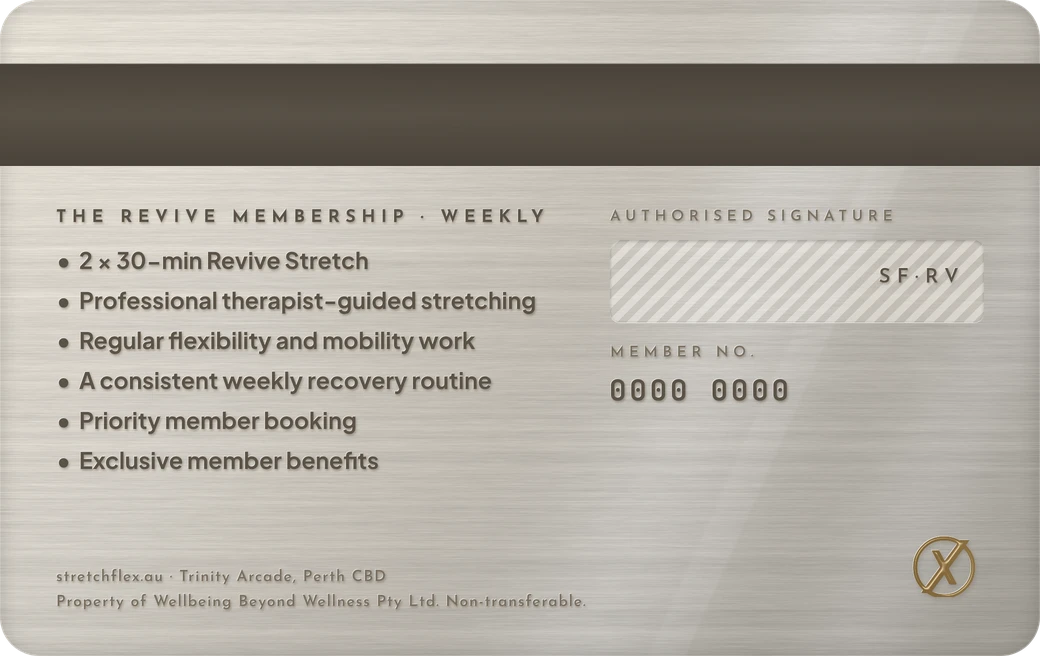 THE REVIVE MEMBERSHIP · WEEKLY
• 2 × 30-min Revive Stretch
• Professional therapist-guided stretching
• Regular flexibility and mobility work
• A consistent weekly recovery routine
• Priority member booking
• Exclusive member benefits
AUTHORISED SIGNATURE
SF·RV
MEMBER NO.
0000 0000
stretchflex.au · Trinity Arcade, Perth CBD
Property of Wellbeing Beyond Wellness Pty Ltd. Non-transferable.
X